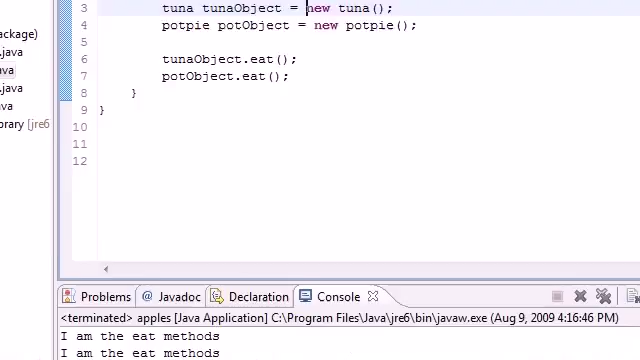 3 tuna tunaObject = new tuna();
ackage) 4 potpie potObject = new potpie();
.java 5
ava 6 tunaObject.eat();
.java 7 potObject.eat();
va 8 }
brary [jre6 9 }
10
11
12
Problems @ Javadoc Declaration Console
<terminated> apples [Java Application] C:\Program Files\Java\jre6\bin\javaw.exe (Aug 9, 2009 4:16:46 PM)
I am the eat methods
I am the eat methods